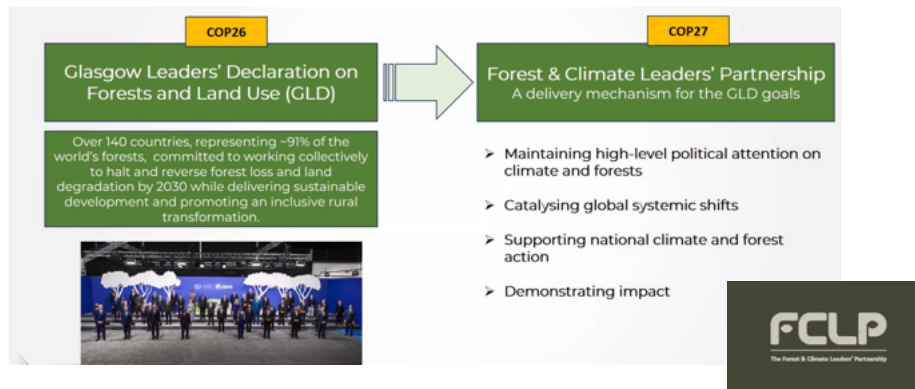 COP26
Glasgow Leaders' Declaration on
Forests and Land Use (GLD)
Over 140 countries, representing ~91% of the
world's forests,  committed to working collectively
to halt and reverse forest loss and land
degradation by 2030 while delivering sustainable
development and promoting an inclusive rural
transformation.
COP27
Forest & Climate Leaders' Partnership
A delivery mechanism for the GLD goals
➤ Maintaining high-level political attention on
climate and forests
➤ Catalysing global systemic shifts
➤ Supporting national climate and forest
action
➤ Demonstrating impact
FCLP
The Forest & Climate Leaders' Partnership